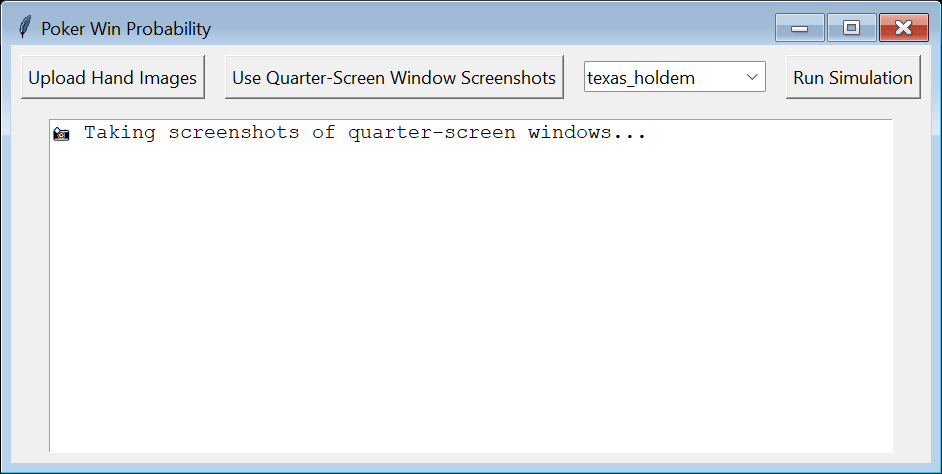 Poker Win Probability
Upload Hand Images Use Quarter-Screen Window Screenshots texas_holdem Run Simulation
📷 Taking screenshots of quarter-screen windows...